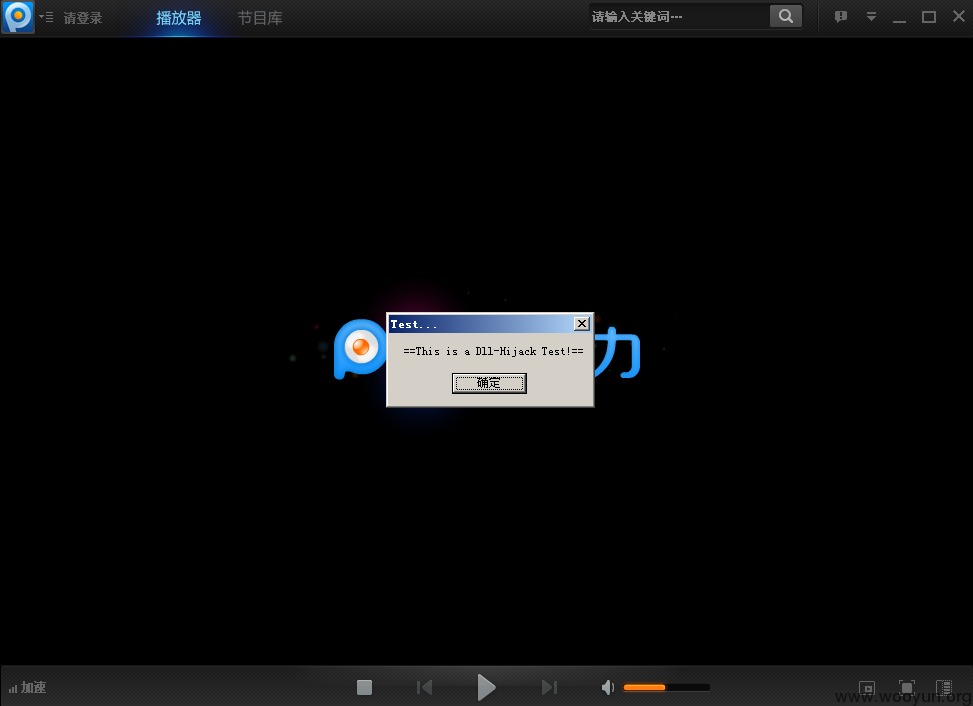 请登录
播放器
节目库
请输入关键词---
Test...
==This is a Dll-Hijack Test!==
力
确定
加速
www.wooyun.org